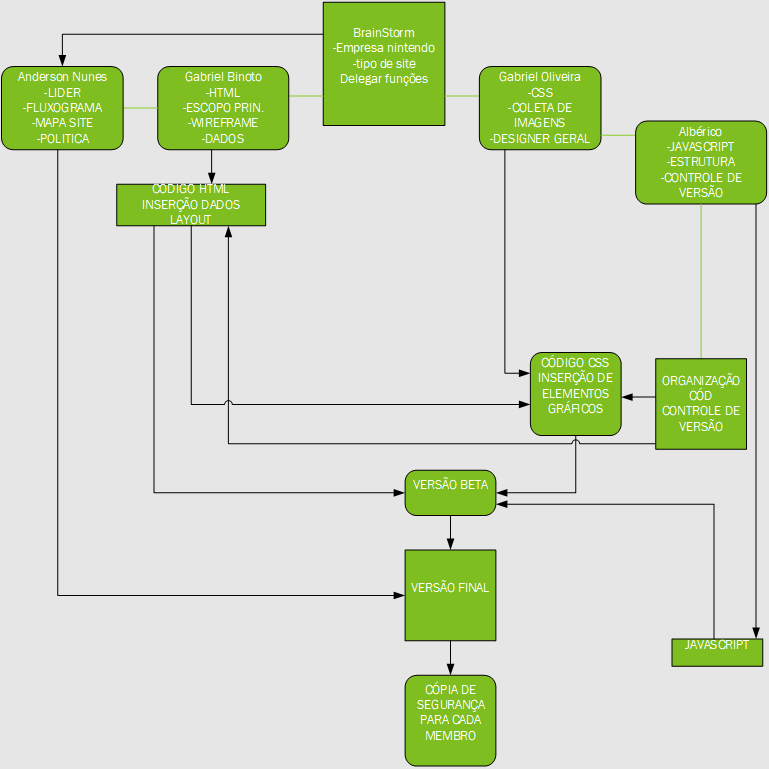 BrainStorm
-Empresa nintendo
-tipo de site
Delegar funções
Anderson Nunes
-LIDER
-FLUXOGRAMA
-MAPA SITE
-POLITICA
Gabriel Binoto
-HTML
-ESCOPO PRIN.
-WIREFRAME
-DADOS
Gabriel Oliveira
-CSS
-COLETA DE
IMAGENS
-DESIGNER GERAL
Albérico
-JAVASCRIPT
-ESTRUTURA
-CONTROLE DE
VERSÃO
CÓDIGO HTML
INSERÇÃO DADOS
LAYOUT
CÓDIGO CSS
INSERÇÃO DE
ELEMENTOS
GRÁFICOS
ORGANIZAÇÃO
CÓD
CONTROLE DE
VERSÃO
VERSÃO BETA
VERSÃO FINAL
JAVASCRIPT
CÓPIA DE
SEGURANÇA
PARA CADA
MEMBRO